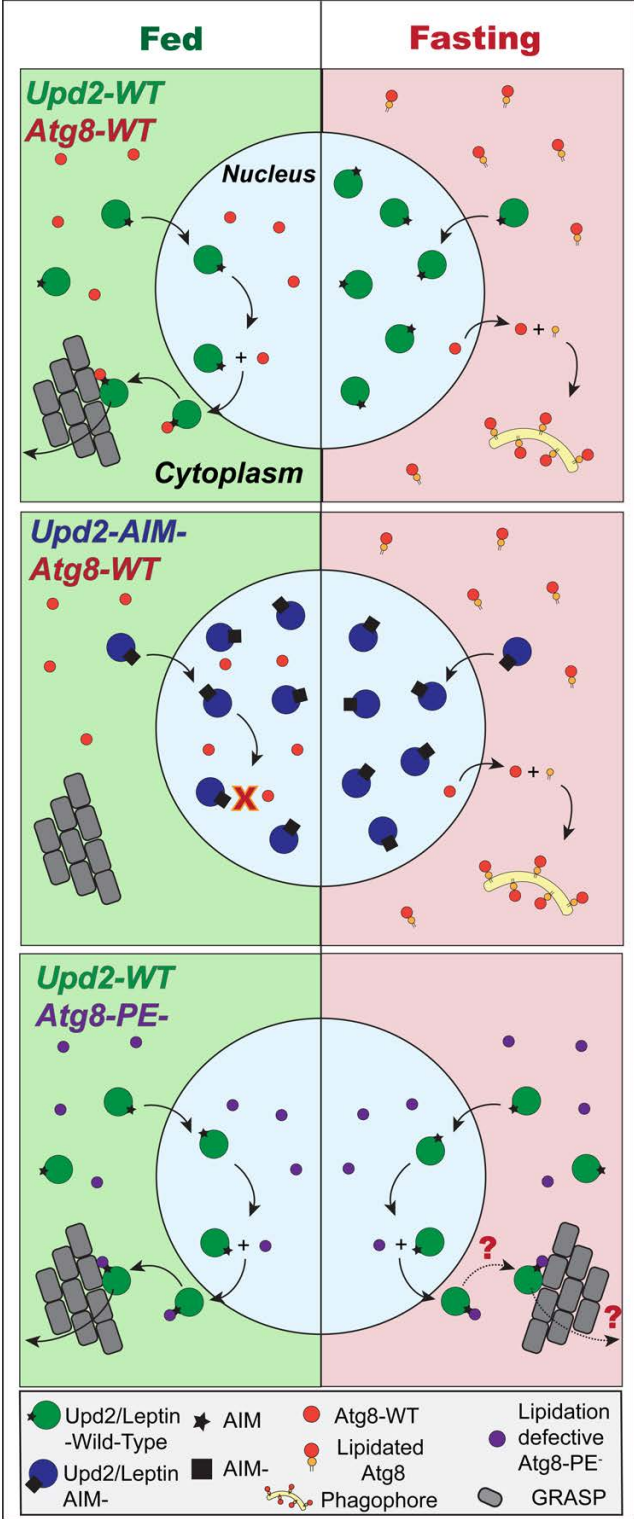 Fed
Fasting
Upd2-WT
Atg8-WT
Nucleus
+
+
Cytoplasm
Upd2-AIM-
Atg8-WT
X
+
Upd2-WT
Atg8-PE-
+
+
?
?
Upd2/Leptin
-Wild-Type
AIM
Atg8-WT
Lipidation
defective
Atg8-PE-
Upd2/Leptin
AIM-
AIM-
Lipidated
Atg8
Phagophore
GRASP